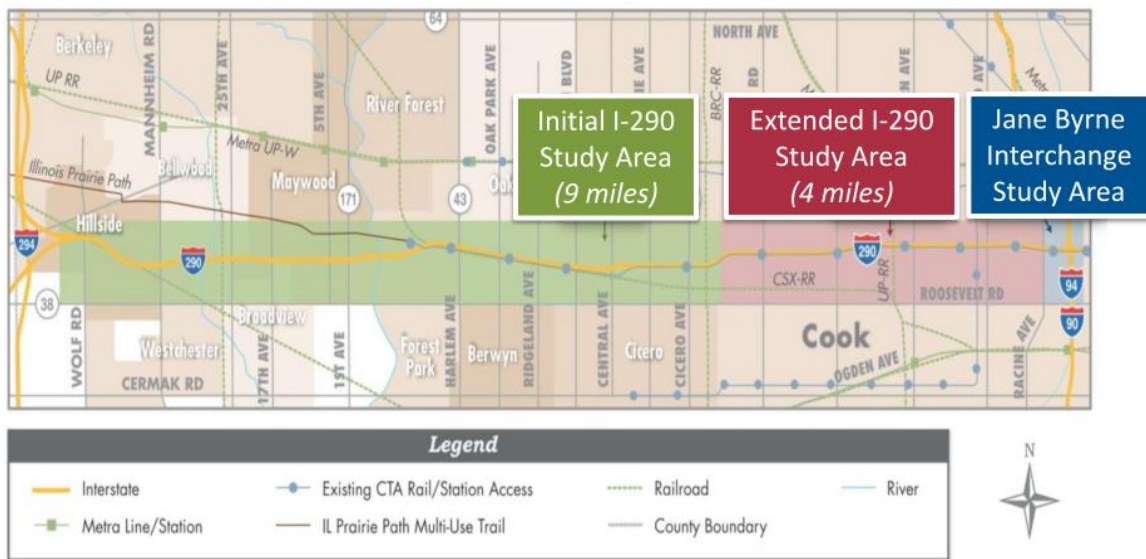 64
NORTH AVE
Berkeley
UP RR
MANNHEIM RD
25TH AVE
5TH AVE
River Forest
OAK PARK AVE
BLVD
BRC-RR
RD
Initial I-290
Study Area
(9 miles)
Extended I-290
Study Area
(4 miles)
Jane Byrne
Interchange
Study Area
Metra UP-W
Bellwood
Illinois Prairie Path
Maywood
171
43
Hillside
294
290
290
CSX-RR
UP-RR
ROOSEVELT RD
94
90
38
WOLF RD
Westchester
CERMAK RD
Broadview
17TH AVE
1ST AVE
Forest
Park
HARLEM AVE
Berwyn
RIDGELAND AVE
CENTRAL AVE
Cicero
CICERO AVE
Cook
OGDEN AVE
RACINE AVE
Legend
Interstate
Existing CTA Rail/Station Access
Railroad
River
Metra Line/Station
IL Prairie Path Multi-Use Trail
County Boundary
N